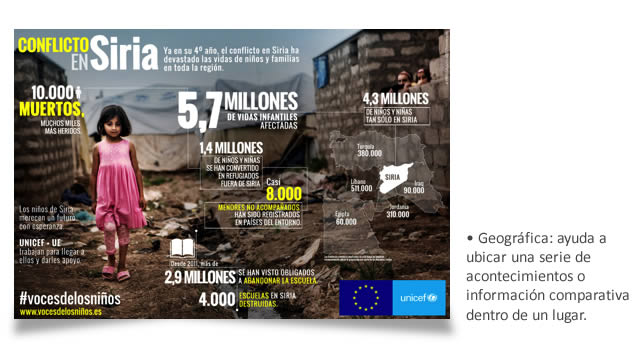 CONFLICTO
EN Siria
Ya en su 4º año, el conflicto en Siria ha
devastado las vidas de niños y familias
en toda la región.
10.000
MUERTOS,
MUCHOS MILES
MÁS HERIDOS.
5,7 MILLONES
DE VIDAS INFANTILES
AFECTADAS
4,3 MILLONES
DE NIÑOS Y NIÑAS
TAN SOLO EN SIRIA
1,4 MILLONES
DE NIÑOS Y NIÑAS
SE HAN CONVERTIDO
EN REFUGIADOS
FUERA DE SIRIA
Casi
8.000
MENORES NO ACOMPAÑADOS
HAN SIDO REGISTRADOS
EN PAÍSES DEL ENTORNO.
Turquía
380.000
SIRIA
Líbano
511.000
Iraq
90.000
Jordania
310.000
Egipto
60.000
Los niños de Siria
merecen un futuro
con esperanza.
UNICEF - UE
trabajan para llegar a
ellos y darles apoyo.
Desde 2011, más de
2,9 MILLONES SE HAN VISTO OBLIGADOS
A ABANDONAR LA ESCUELA.
4.000 ESCUELAS EN SIRIA
DESTRUIDAS.
#vocesdelosniños
www.vocesdelosniños.es
unicef
• Geográfica: ayuda a
ubicar una serie de
acontecimientos o
información comparativa
dentro de un lugar.